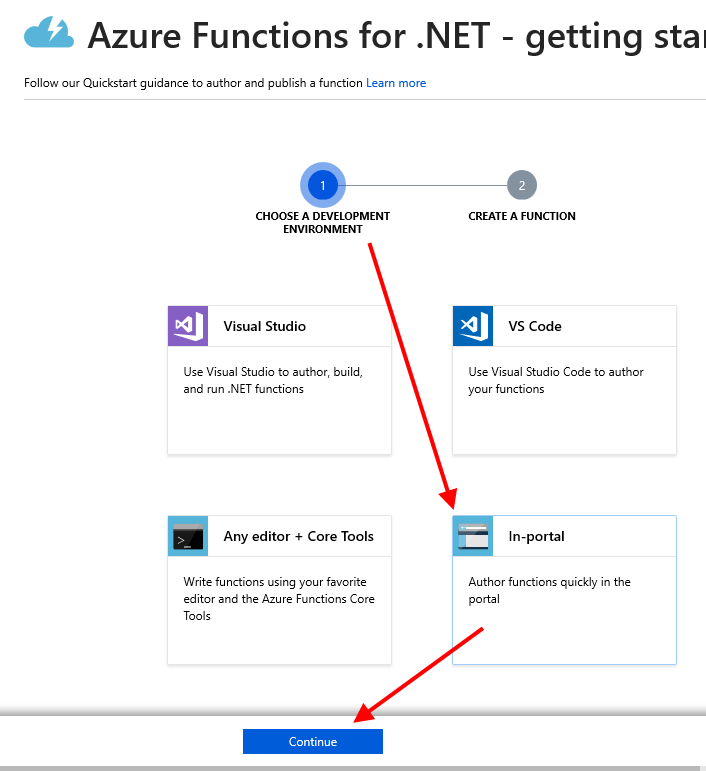 Azure Functions for .NET - getting star
Follow our Quickstart guidance to author and publish a function Learn more
1
2
CHOOSE A DEVELOPMENT
ENVIRONMENT
CREATE A FUNCTION
Visual Studio
Use Visual Studio to author, build,
and run .NET functions
VS Code
Use Visual Studio Code to author
your functions
Any editor + Core Tools
Write functions using your favorite
editor and the Azure Functions Core
Tools
In-portal
Author functions quickly in the
portal
Continue